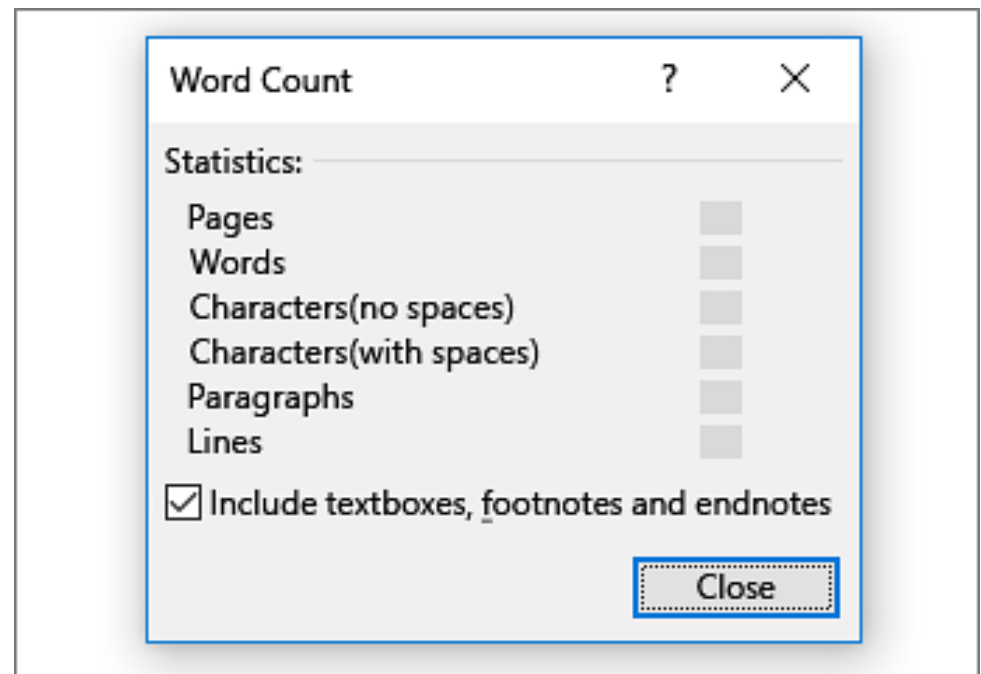 Word Count ?
Statistics:
Pages
Words
Characters(no spaces)
Characters(with spaces)
Paragraphs
Lines
Include textboxes, footnotes and endnotes
Close